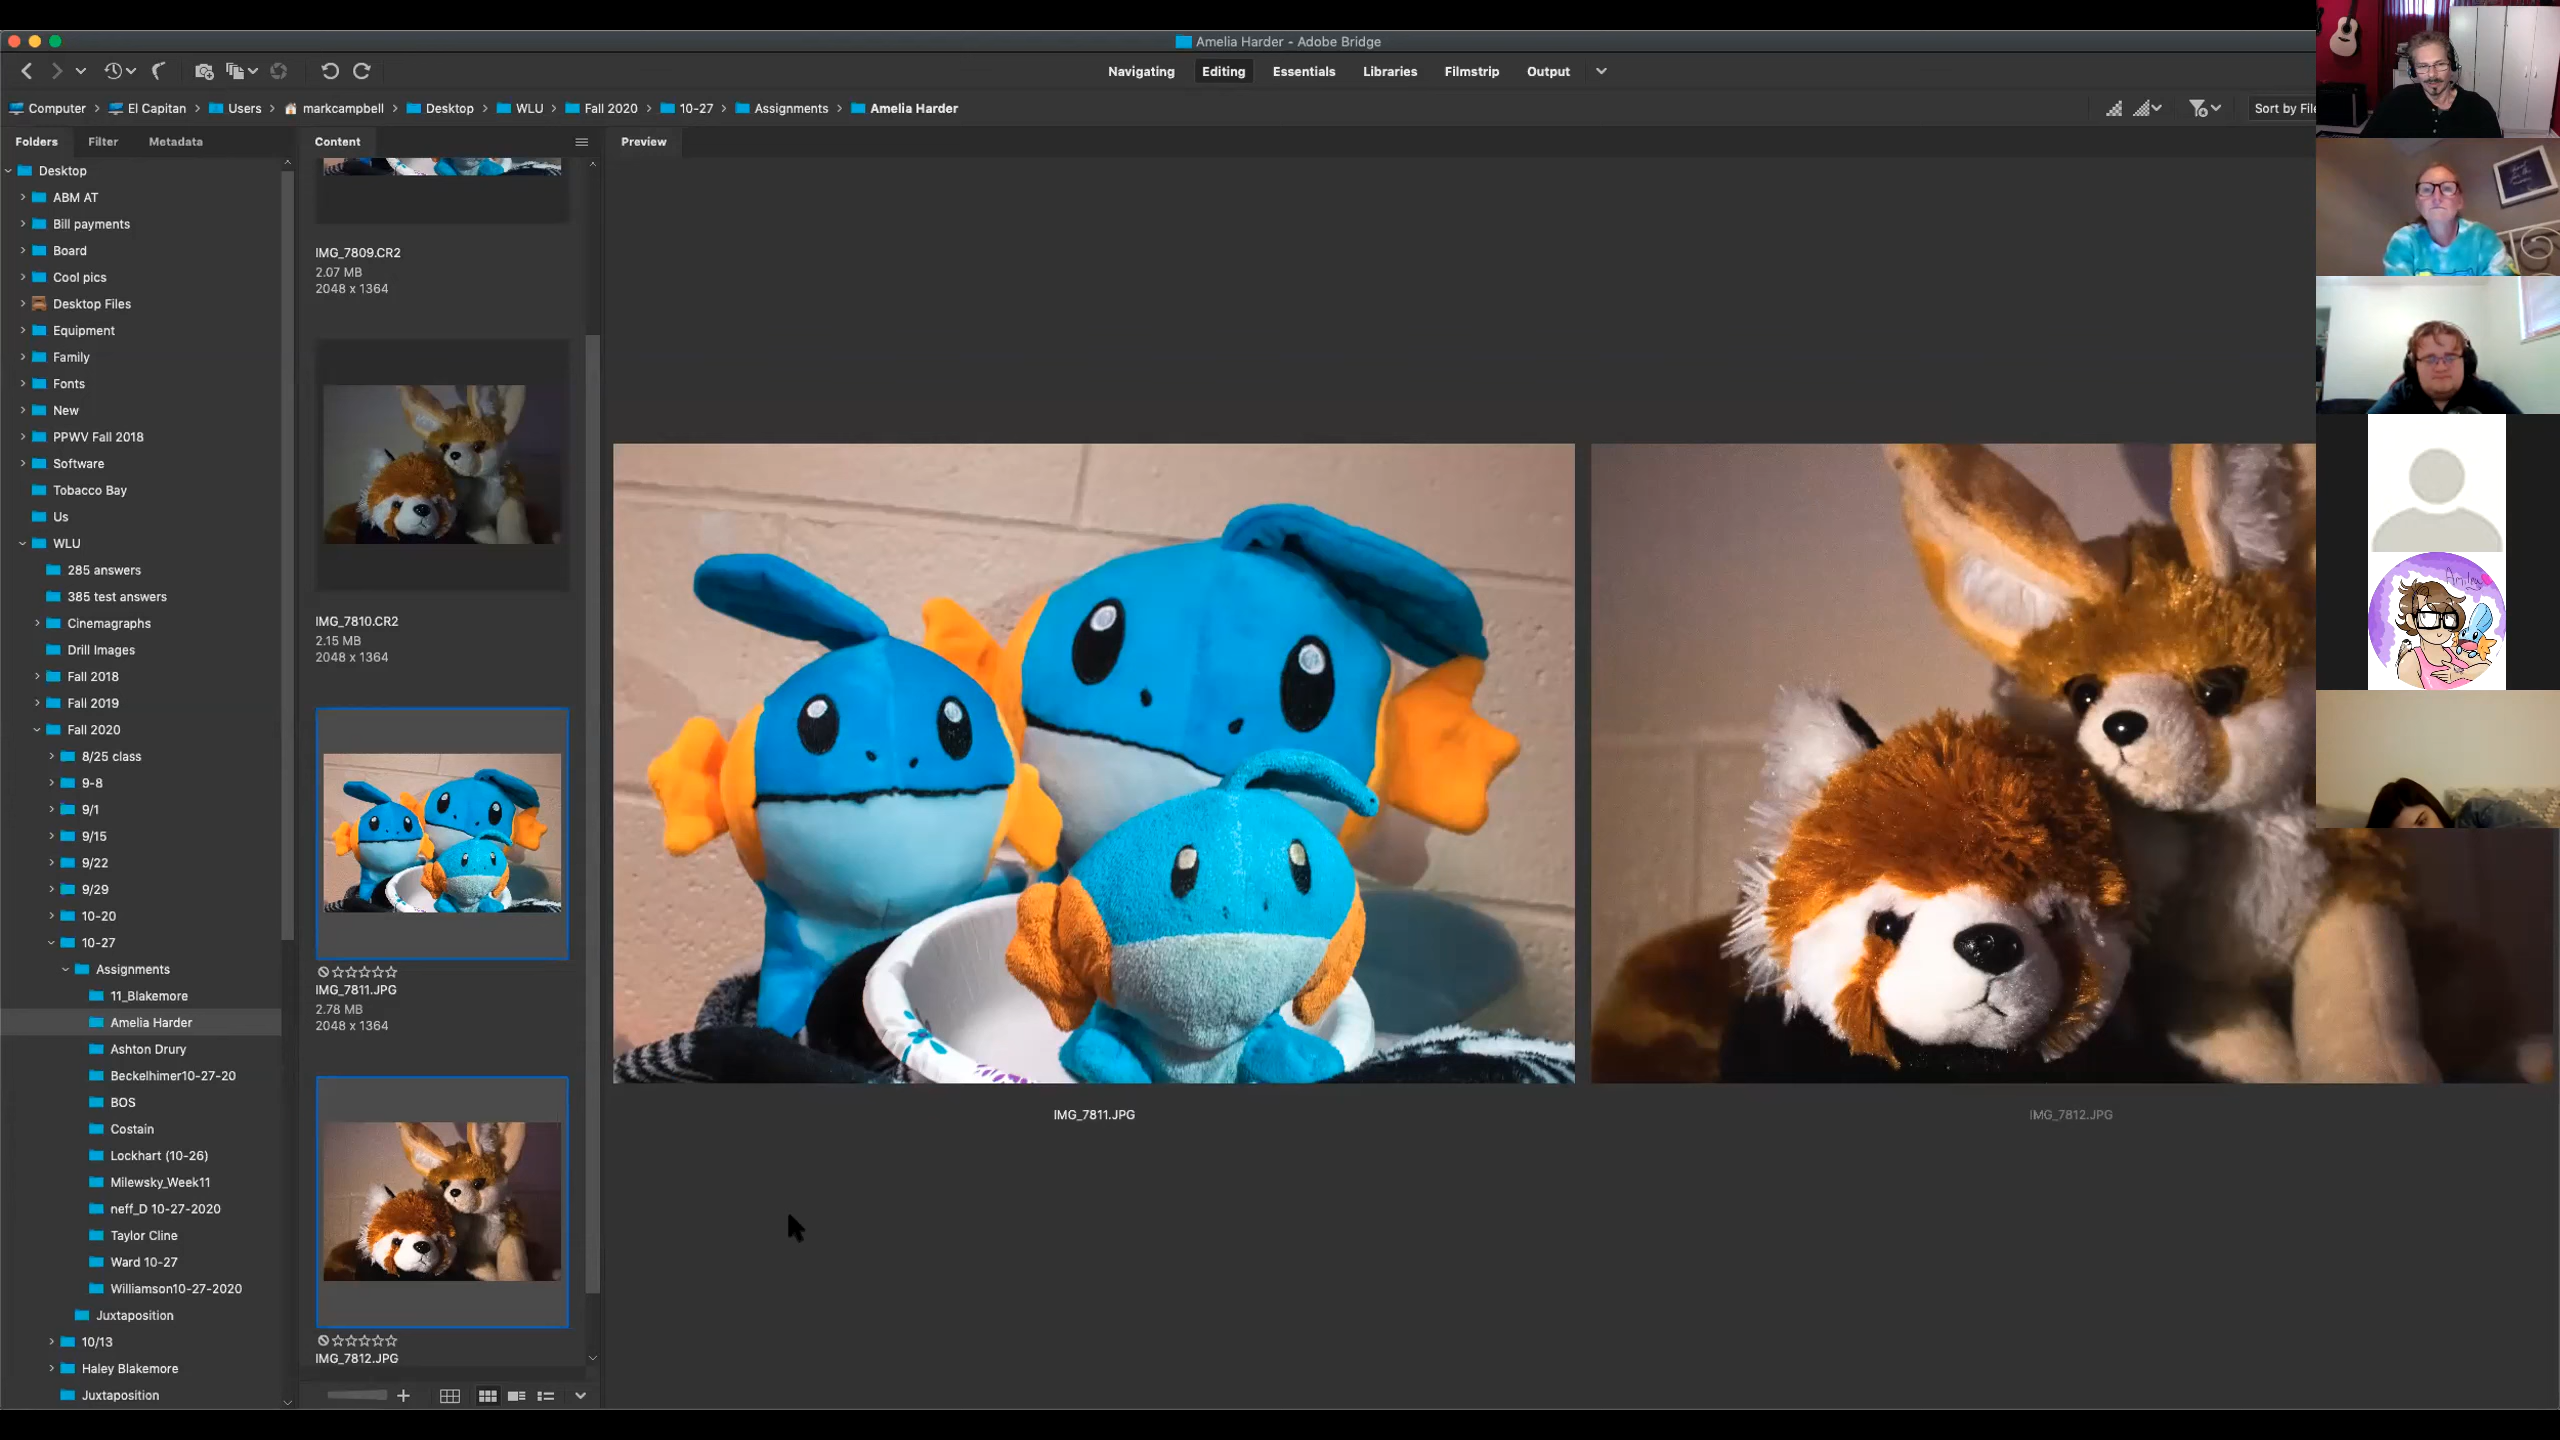 Amelia Harder - Adobe Bridge
Navigating Editing Essentials Libraries Filmstrip Output
Computer El Capitan Users markcampbell Desktop WLU Fall 2020 10-27 Assignments Amelia Harder
Sort by File
Folders Filter Metadata
Desktop
ABM AT
Bill payments
Board
Cool pics
Desktop Files
Equipment
Family
Fonts
New
PPWV Fall 2018
Software
Tobacco Bay
Us
WLU
285 answers
385 test answers
Cinemagraphs
Drill Images
Fall 2018
Fall 2019
Fall 2020
8/25 class
9-8
9/1
9/15
9/22
9/29
10-20
10-27
Assignments
11_Blakemore
Amelia Harder
Ashton Drury
Beckelhimer10-27-20
BOS
Costain
Lockhart (10-26)
Milewsky_Week11
neff_D 10-27-2020
Taylor Cline
Ward 10-27
Williamson10-27-2020
Juxtaposition
10/13
Haley Blakemore
Juxtaposition
Content
IMG_7809.CR2
2.07 MB
2048 x 1364
IMG_7810.CR2
2.15 MB
2048 x 1364
IMG_7811.JPG
2.78 MB
2048 x 1364
IMG_7812.JPG
Preview
IMG_7811.JPG
IMG_7812.JPG